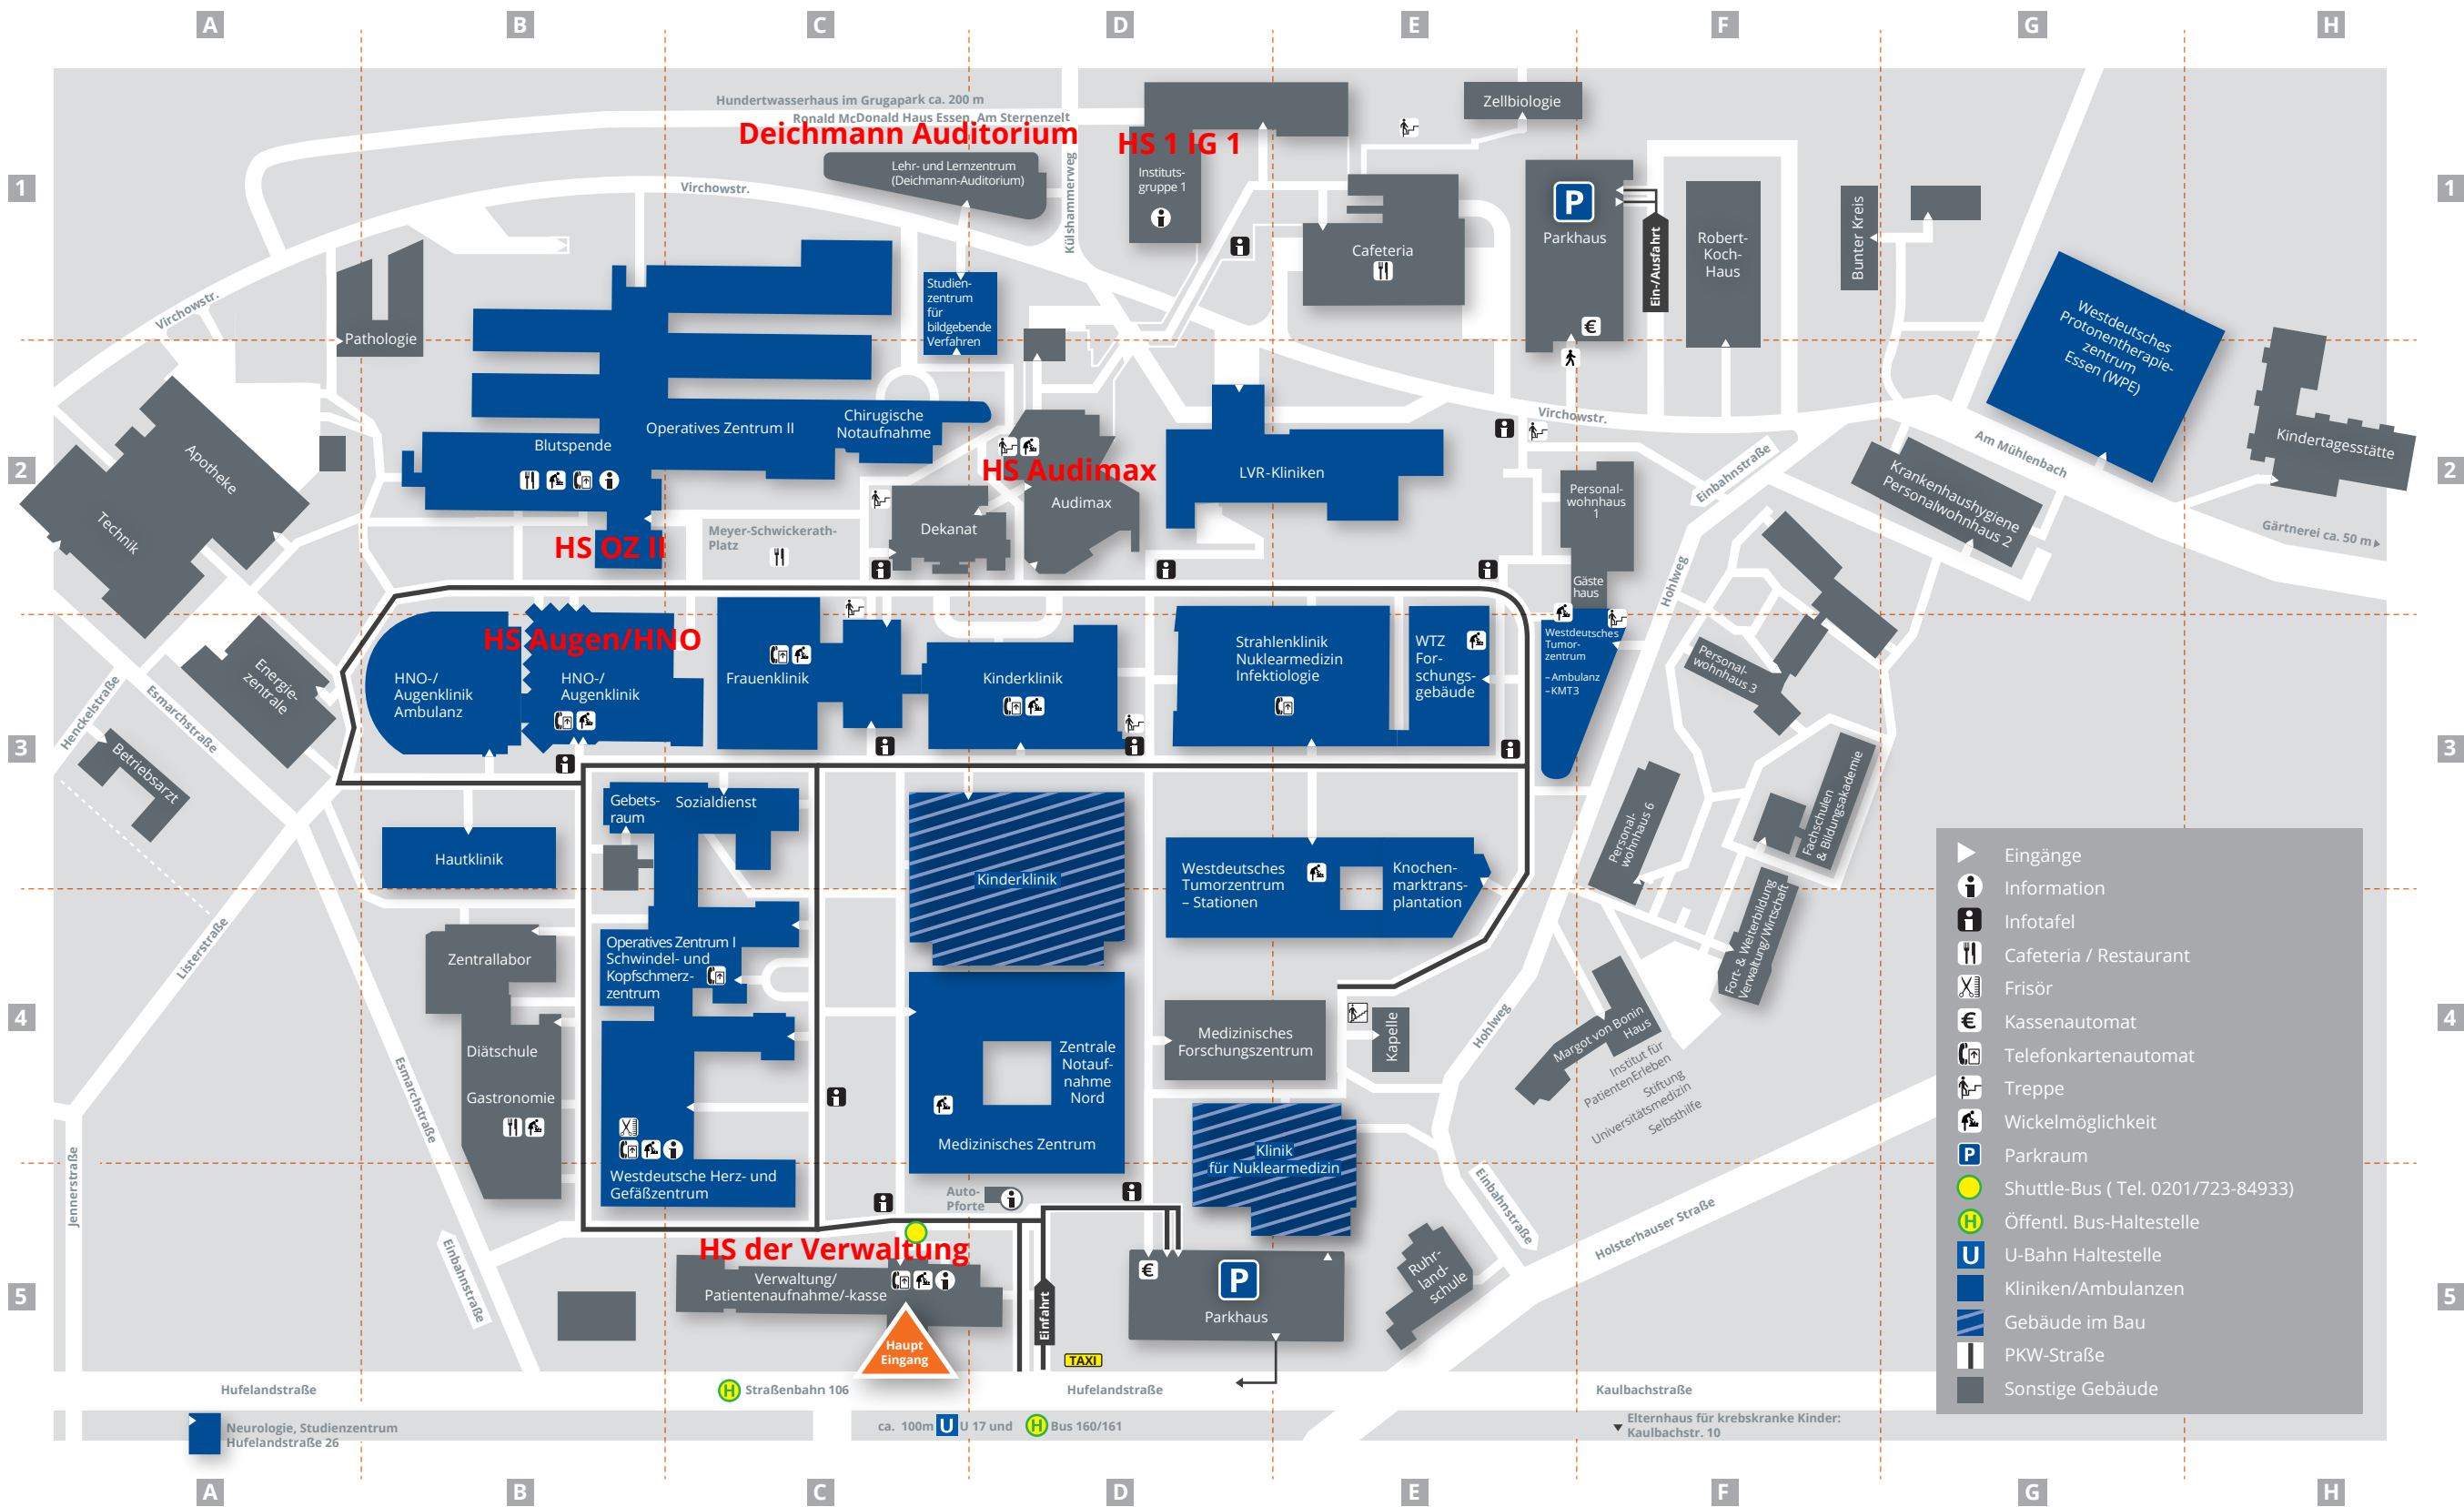 A B C D E F G H
1
Hundertwasserhaus im Grugapark ca. 200 m
Ronald McDonald Haus Essen, Am Sternenzelt
Deichmann Auditorium
HS 1 IG 1
Lehr- und Lernzentrum
(Deichmann-Auditorium)
Külshammerweg
Virchowstr.
Instituts-
gruppe 1
Zellbiologie
P
Parkhaus
Ein-/Ausfahrt
Robert-
Koch-
Haus
Bunter Kreis
1
Cafeteria
Virchowstr.
Pathologie
Studien-
zentrum
für
bildgebende
Verfahren
€
Westdeutsches
Protonentherapie-
zentrum
Essen (WPE)
2
Apotheke
Technik
Blutspende
Operatives Zentrum II
Chirugische
Notaufnahme
HS OZ II
Meyer-Schwickerath-
Platz
Dekanat
HS Audimax
Audimax
LVR-Kliniken
Virchowstr.
Einbahnstraße
Personal-
wohnhaus
1
Gäste
haus
Hohlweg
Krankenhaushygiene
Personalwohnhaus 2
Am Mühlenbach
Kindertagesstätte
Gärtnerei ca. 50 m
2
3
Energie-
zentrale
Henckelstraße
Esmarchstraße
Betriebsarzt
HS Augen/HNO
HNO-/
Augenklinik
Ambulanz
HNO-/
Augenklinik
Frauenklinik
Kinderklinik
Strahlenklinik
Nuklearmedizin
Infektiologie
WTZ
For-
schungs-
gebäude
Westdeutsches
Tumor-
zentrum
– Ambulanz
– KMT3
Personal-
wohnhaus 3
3
Gebets-
raum
Sozialdienst
Hautklinik
Kinderklinik
Westdeutsches
Tumorzentrum
– Stationen
Knochen-
marktrans-
plantation
Personal-
wohnhaus 6
Fachschulen
& Bildungsakademie
Fort- & Weiterbildung
Verwaltung/Wirtschaft
Listerstraße
4
Zentrallabor
Diätschule
Gastronomie
Esmarchstraße
Operatives Zentrum I
Schwindel- und
Kopfschmerz-
zentrum
Westdeutsche Herz- und
Gefäßzentrum
Zentrale
Notauf-
nahme
Nord
Medizinisches Zentrum
Medizinisches
Forschungszentrum
Kapelle
Hohlweg
Margot von Bonin
Haus
Institut für
PatientenErleben
Stiftung
Universitätsmedizin
Selbsthilfe
Klinik
für Nuklearmedizin
4
Jennerstraße
Auto-
Pforte
Einbahnstraße
Holsterhauser Straße
5
Einbahnstraße
HS der Verwaltung
Verwaltung/
Patientenaufnahme/-kasse
Haupt
Eingang
Einfahrt
TAXI
€
P
Parkhaus
Ruhr-
land-
schule
5
Eingänge
Information
Infotafel
Cafeteria / Restaurant
Frisör
€ Kassenautomat
Telefonkartenautomat
Treppe
Wickelmöglichkeit
P Parkraum
Shuttle-Bus ( Tel. 0201/723-84933)
H Öffentl. Bus-Haltestelle
U U-Bahn Haltestelle
Kliniken/Ambulanzen
Gebäude im Bau
PKW-Straße
Sonstige Gebäude
Hufelandstraße
H Straßenbahn 106
Hufelandstraße
Kaulbachstraße
Neurologie, Studienzentrum
Hufelandstraße 26
ca. 100m U U 17 und H Bus 160/161
Elternhaus für krebskranke Kinder:
Kaulbachstr. 10
A B C D E F G H